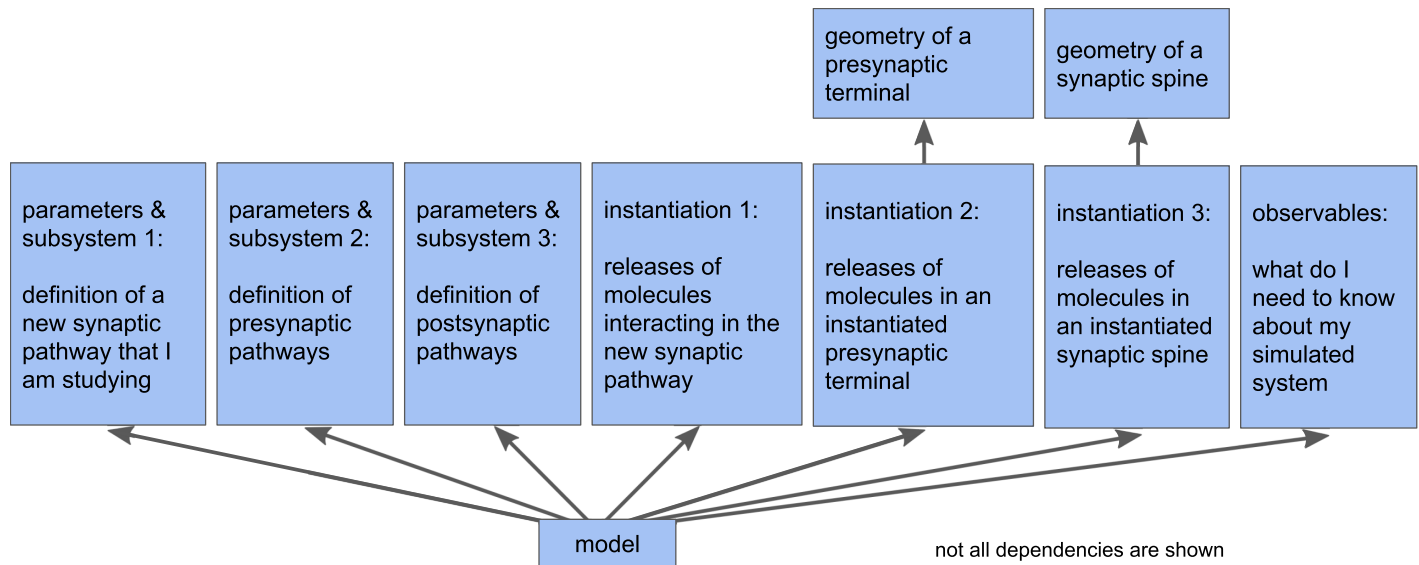 geometry of a
presynaptic
terminal
geometry of a
synaptic spine
parameters &
subsystem 1:
definition of a
new synaptic
pathway that I
am studying
parameters &
subsystem 2:
definition of
presynaptic
pathways
parameters &
subsystem 3:
definition of
postsynaptic
pathways
instantiation 1:
releases of
molecules
interacting in the
new synaptic
pathway
instantiation 2:
releases of
molecules in an
instantiated
presynaptic
terminal
instantiation 3:
releases of
molecules in
an instantiated
synaptic spine
observables:
what do I
need to know
about my
simulated
system
model
not all dependencies are shown